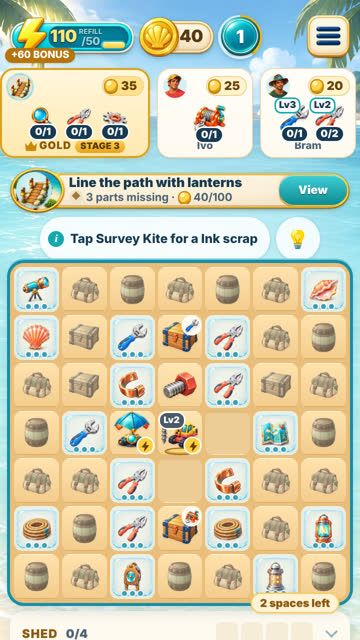 110 REFILL /50
+60 BONUS
40
1
35
25
20
Lv3 Lv2
0/1 0/1 0/1
0/1
0/1 0/2
GOLD STAGE 3
Ivo
Bram
Line the path with lanterns
3 parts missing · 40/100
View
i Tap Survey Kite for a Ink scrap
Lv2
2 spaces left
SHED 0/4